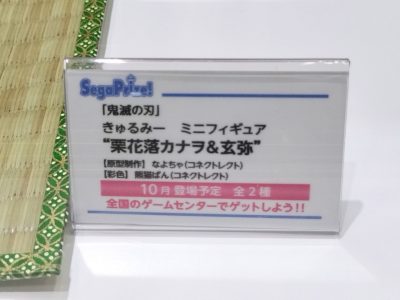 SegaPrize!
「鬼滅の刃」
きゅるみー ミニフィギュア
“栗花落カナヲ&玄弥”
【原型制作】なよちゃ(コネクトレクト)
【彩色】熊猫ぱん(コネクトレクト)
10月登場予定 全2種
全国のゲームセンターでゲットしよう!!